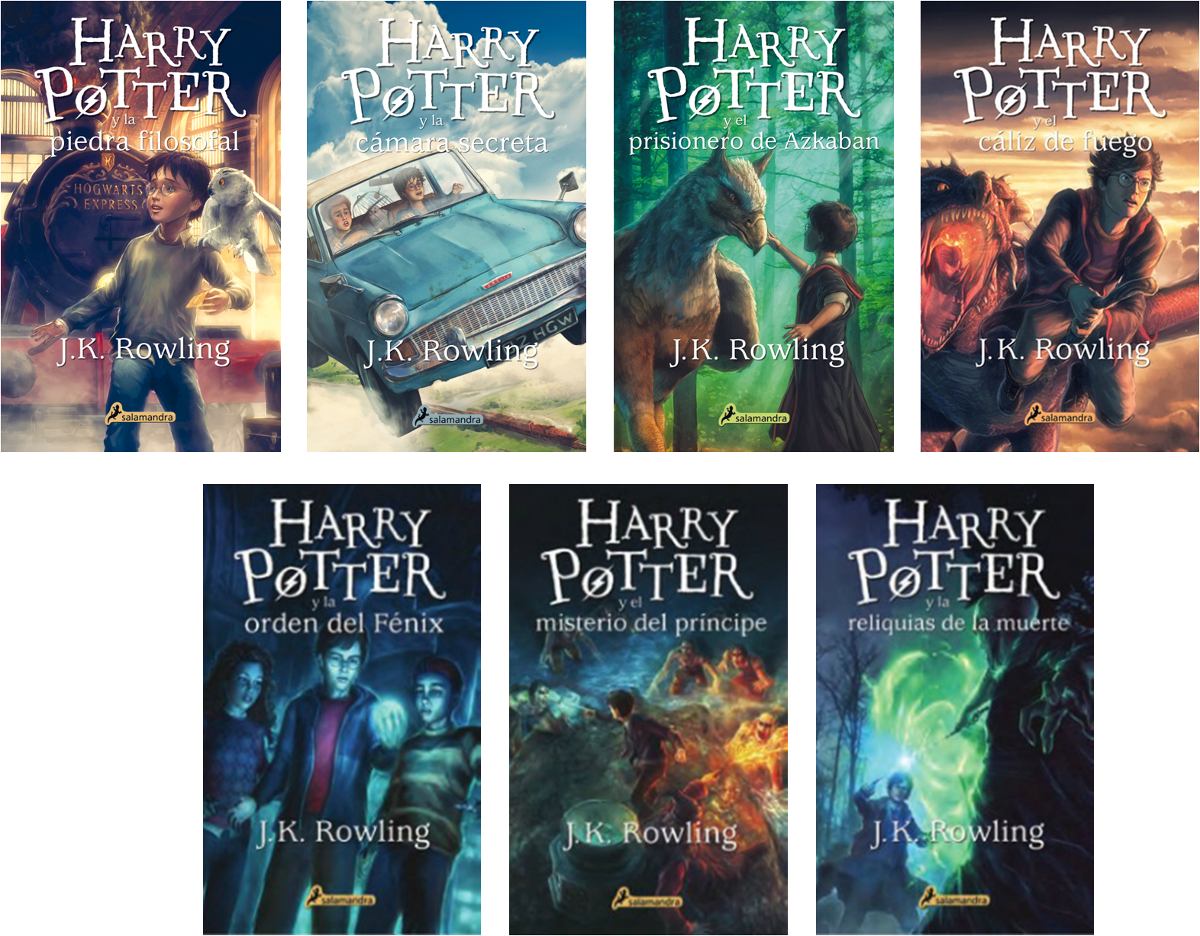 HARRY
POTTER
y la
piedra filosofal
HOGWARTS
EXPRESS
J.K. Rowling
salamandra
HARRY
POTTER
y la
cámara secreta
HGW
J.K. Rowling
salamandra
HARRY
POTTER
y el
prisionero de Azkaban
J.K. Rowling
salamandra
HARRY
POTTER
y el
cáliz de fuego
J.K. Rowling
salamandra
HARRY
POTTER
y la
orden del Fénix
J.K. Rowling
salamandra
HARRY
POTTER
y el
misterio del príncipe
J.K. Rowling
salamandra
HARRY
POTTER
y la
reliquias de la muerte
J.K. Rowling
salamandra